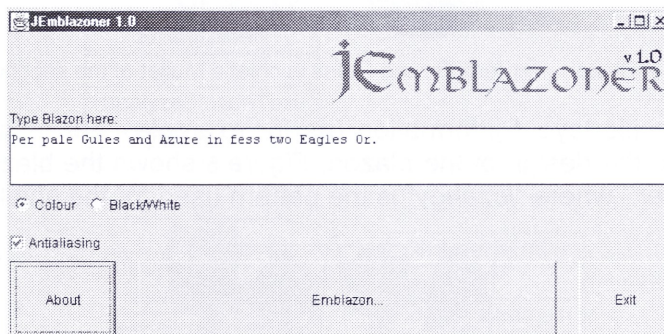 JEmblazoner 1.0
v 1.0
jEmblazoner
Type Blazon here:
Per pale Gules and Azure in fess two Eagles Or.
Colour Black/White
Antialiasing
About Emblazon... Exit